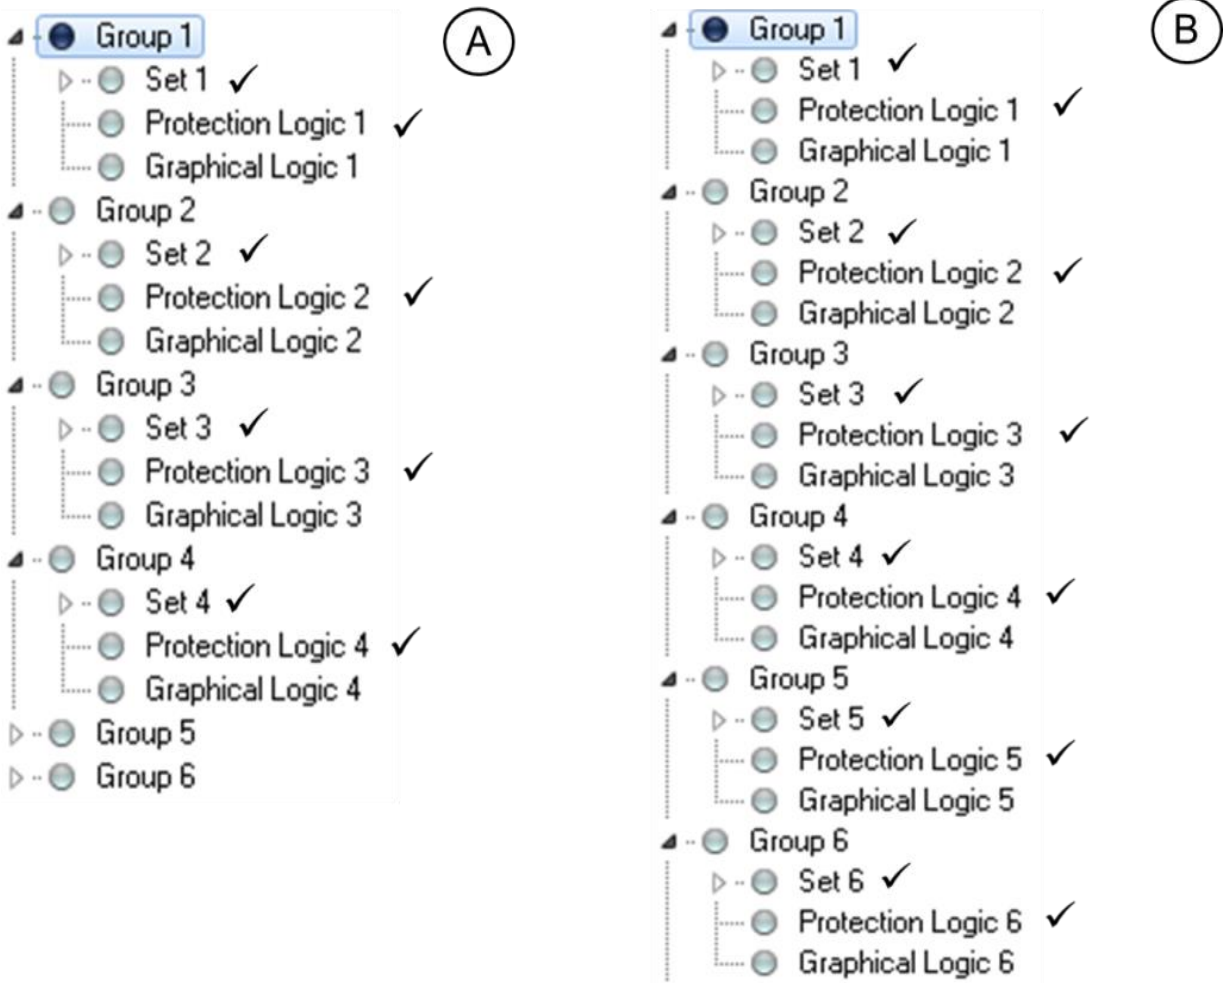 A
Group 1
Set 1 ✓
Protection Logic 1 ✓
Graphical Logic 1
Group 2
Set 2 ✓
Protection Logic 2 ✓
Graphical Logic 2
Group 3
Set 3 ✓
Protection Logic 3 ✓
Graphical Logic 3
Group 4
Set 4 ✓
Protection Logic 4 ✓
Graphical Logic 4
Group 5
Group 6
B
Group 1
Set 1 ✓
Protection Logic 1 ✓
Graphical Logic 1
Group 2
Set 2 ✓
Protection Logic 2 ✓
Graphical Logic 2
Group 3
Set 3 ✓
Protection Logic 3 ✓
Graphical Logic 3
Group 4
Set 4 ✓
Protection Logic 4 ✓
Graphical Logic 4
Group 5
Set 5 ✓
Protection Logic 5 ✓
Graphical Logic 5
Group 6
Set 6 ✓
Protection Logic 6 ✓
Graphical Logic 6